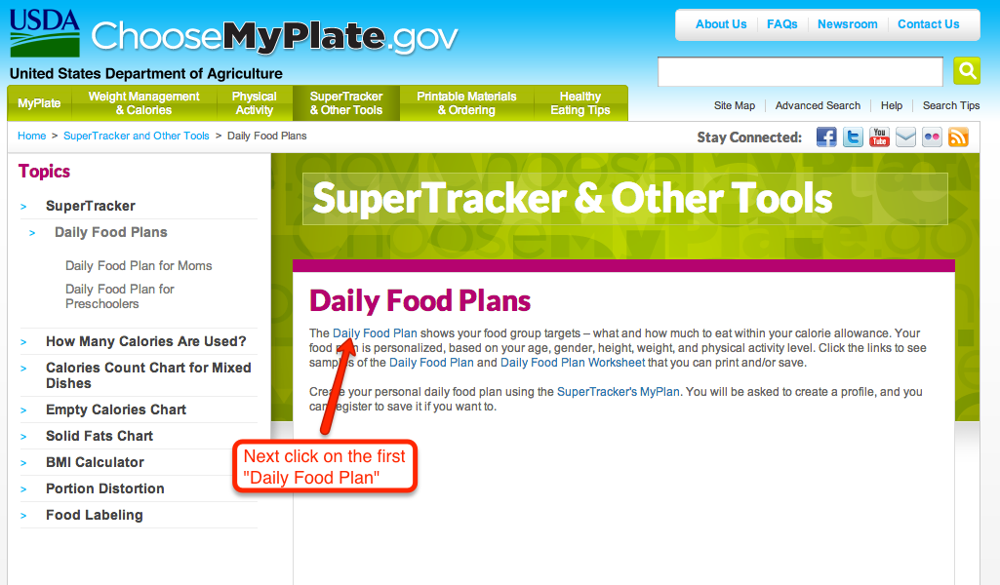 USDA
ChooseMyPlate.gov
United States Department of Agriculture
About Us
FAQs
Newsroom
Contact Us
Site Map
Advanced Search
Help
Search Tips
MyPlate
Weight Management
& Calories
Physical
Activity
SuperTracker
& Other Tools
Printable Materials
& Ordering
Healthy
Eating Tips
Home > SuperTracker and Other Tools > Daily Food Plans
Stay Connected:
You
Tube
Topics
> SuperTracker
> Daily Food Plans
Daily Food Plan for Moms
Daily Food Plan for
Preschoolers
> How Many Calories Are Used?
> Calories Count Chart for Mixed
Dishes
> Empty Calories Chart
> Solid Fats Chart
> BMI Calculator
> Portion Distortion
> Food Labeling
SuperTracker & Other Tools
Daily Food Plans
The Daily Food Plan shows your food group targets – what and how much to eat within your calorie allowance. Your
food plan is personalized, based on your age, gender, height, weight, and physical activity level. Click the links to see
samples of the Daily Food Plan and Daily Food Plan Worksheet that you can print and/or save.
Create your personal daily food plan using the SuperTracker's MyPlan. You will be asked to create a profile, and you
can register to save it if you want to.
Next click on the first
"Daily Food Plan"